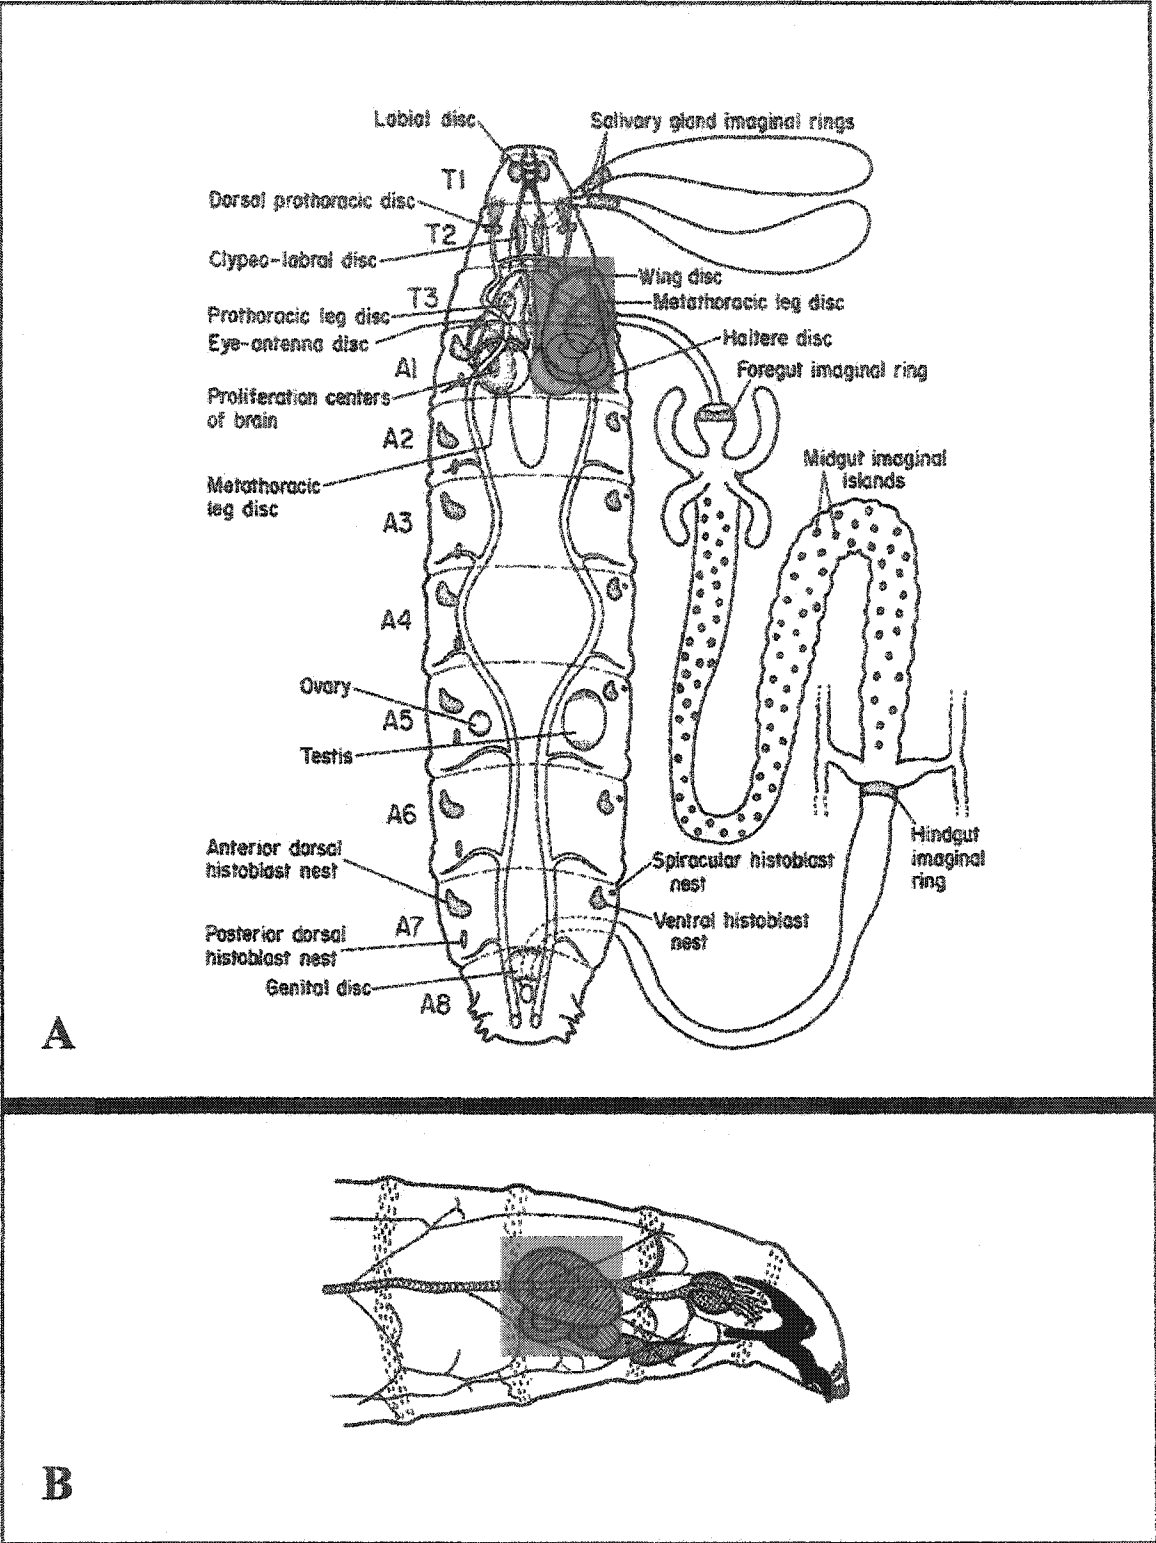 Labial disc
Salivary gland imaginal rings
T1
Dorsal prothoracic disc
T2
Clypeo-labral disc
Wing disc
T3
Metathoracic leg disc
Prothoracic leg disc
Eye-antenna disc
Haltere disc
A1
Foregut imaginal ring
Proliferation centers
of brain
A2
Midgut imaginal
islands
Metathoracic
leg disc
A3
A4
Ovary
A5
Testis
A6
Hindgut
imaginal
ring
Anterior dorsal
histoblast nest
Spiracular histoblast
nest
A7
Ventral histoblast
nest
Posterior dorsal
histoblast nest
Genital disc
A8
A
B